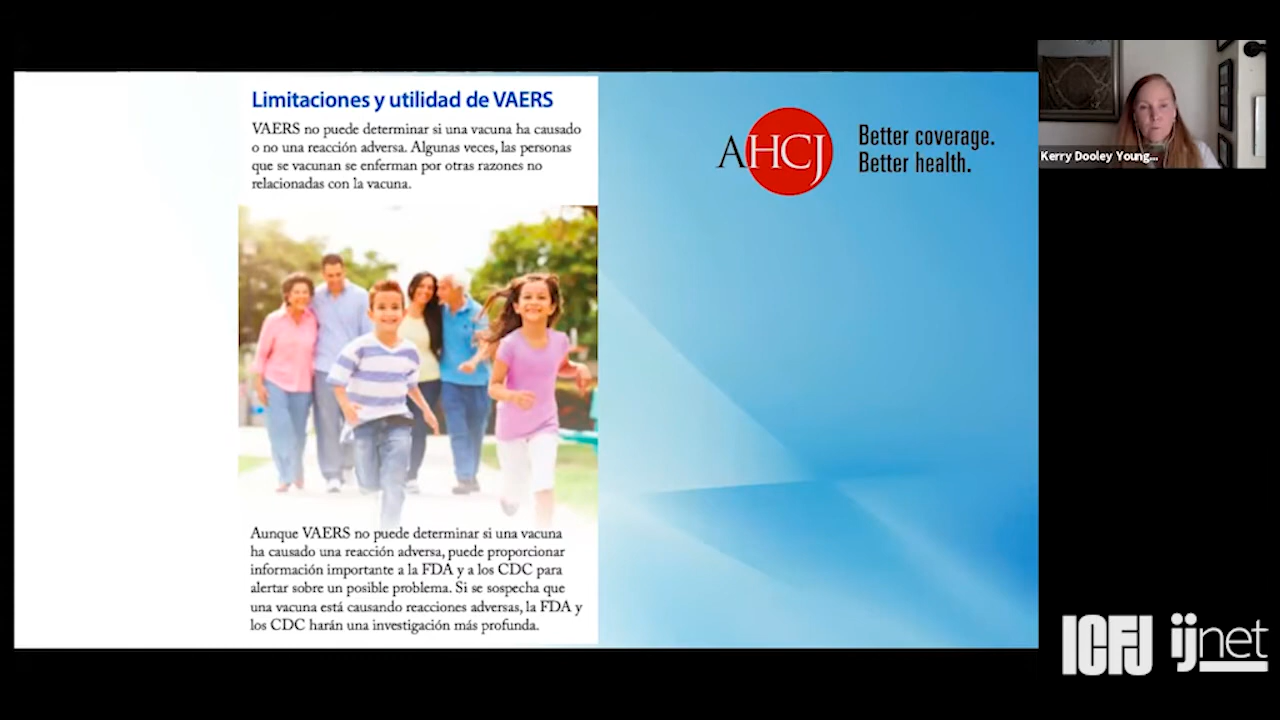 Limitaciones y utilidad de VAERS
VAERS no puede determinar si una vacuna ha causado
o no una reacción adversa. Algunas veces, las personas
que se vacunan se enferman por otras razones no
relacionadas con la vacuna.
Aunque VAERS no puede determinar si una vacuna
ha causado una reacción adversa, puede proporcionar
información importante a la FDA y a los CDC para
alertar sobre un posible problema. Si se sospecha que
una vacuna está causando reacciones adversas, la FDA y
los CDC harán una investigación más profunda.
AHCJ
Better coverage.
Better health.
Kerry Dooley Young...
ICFJ ijnet